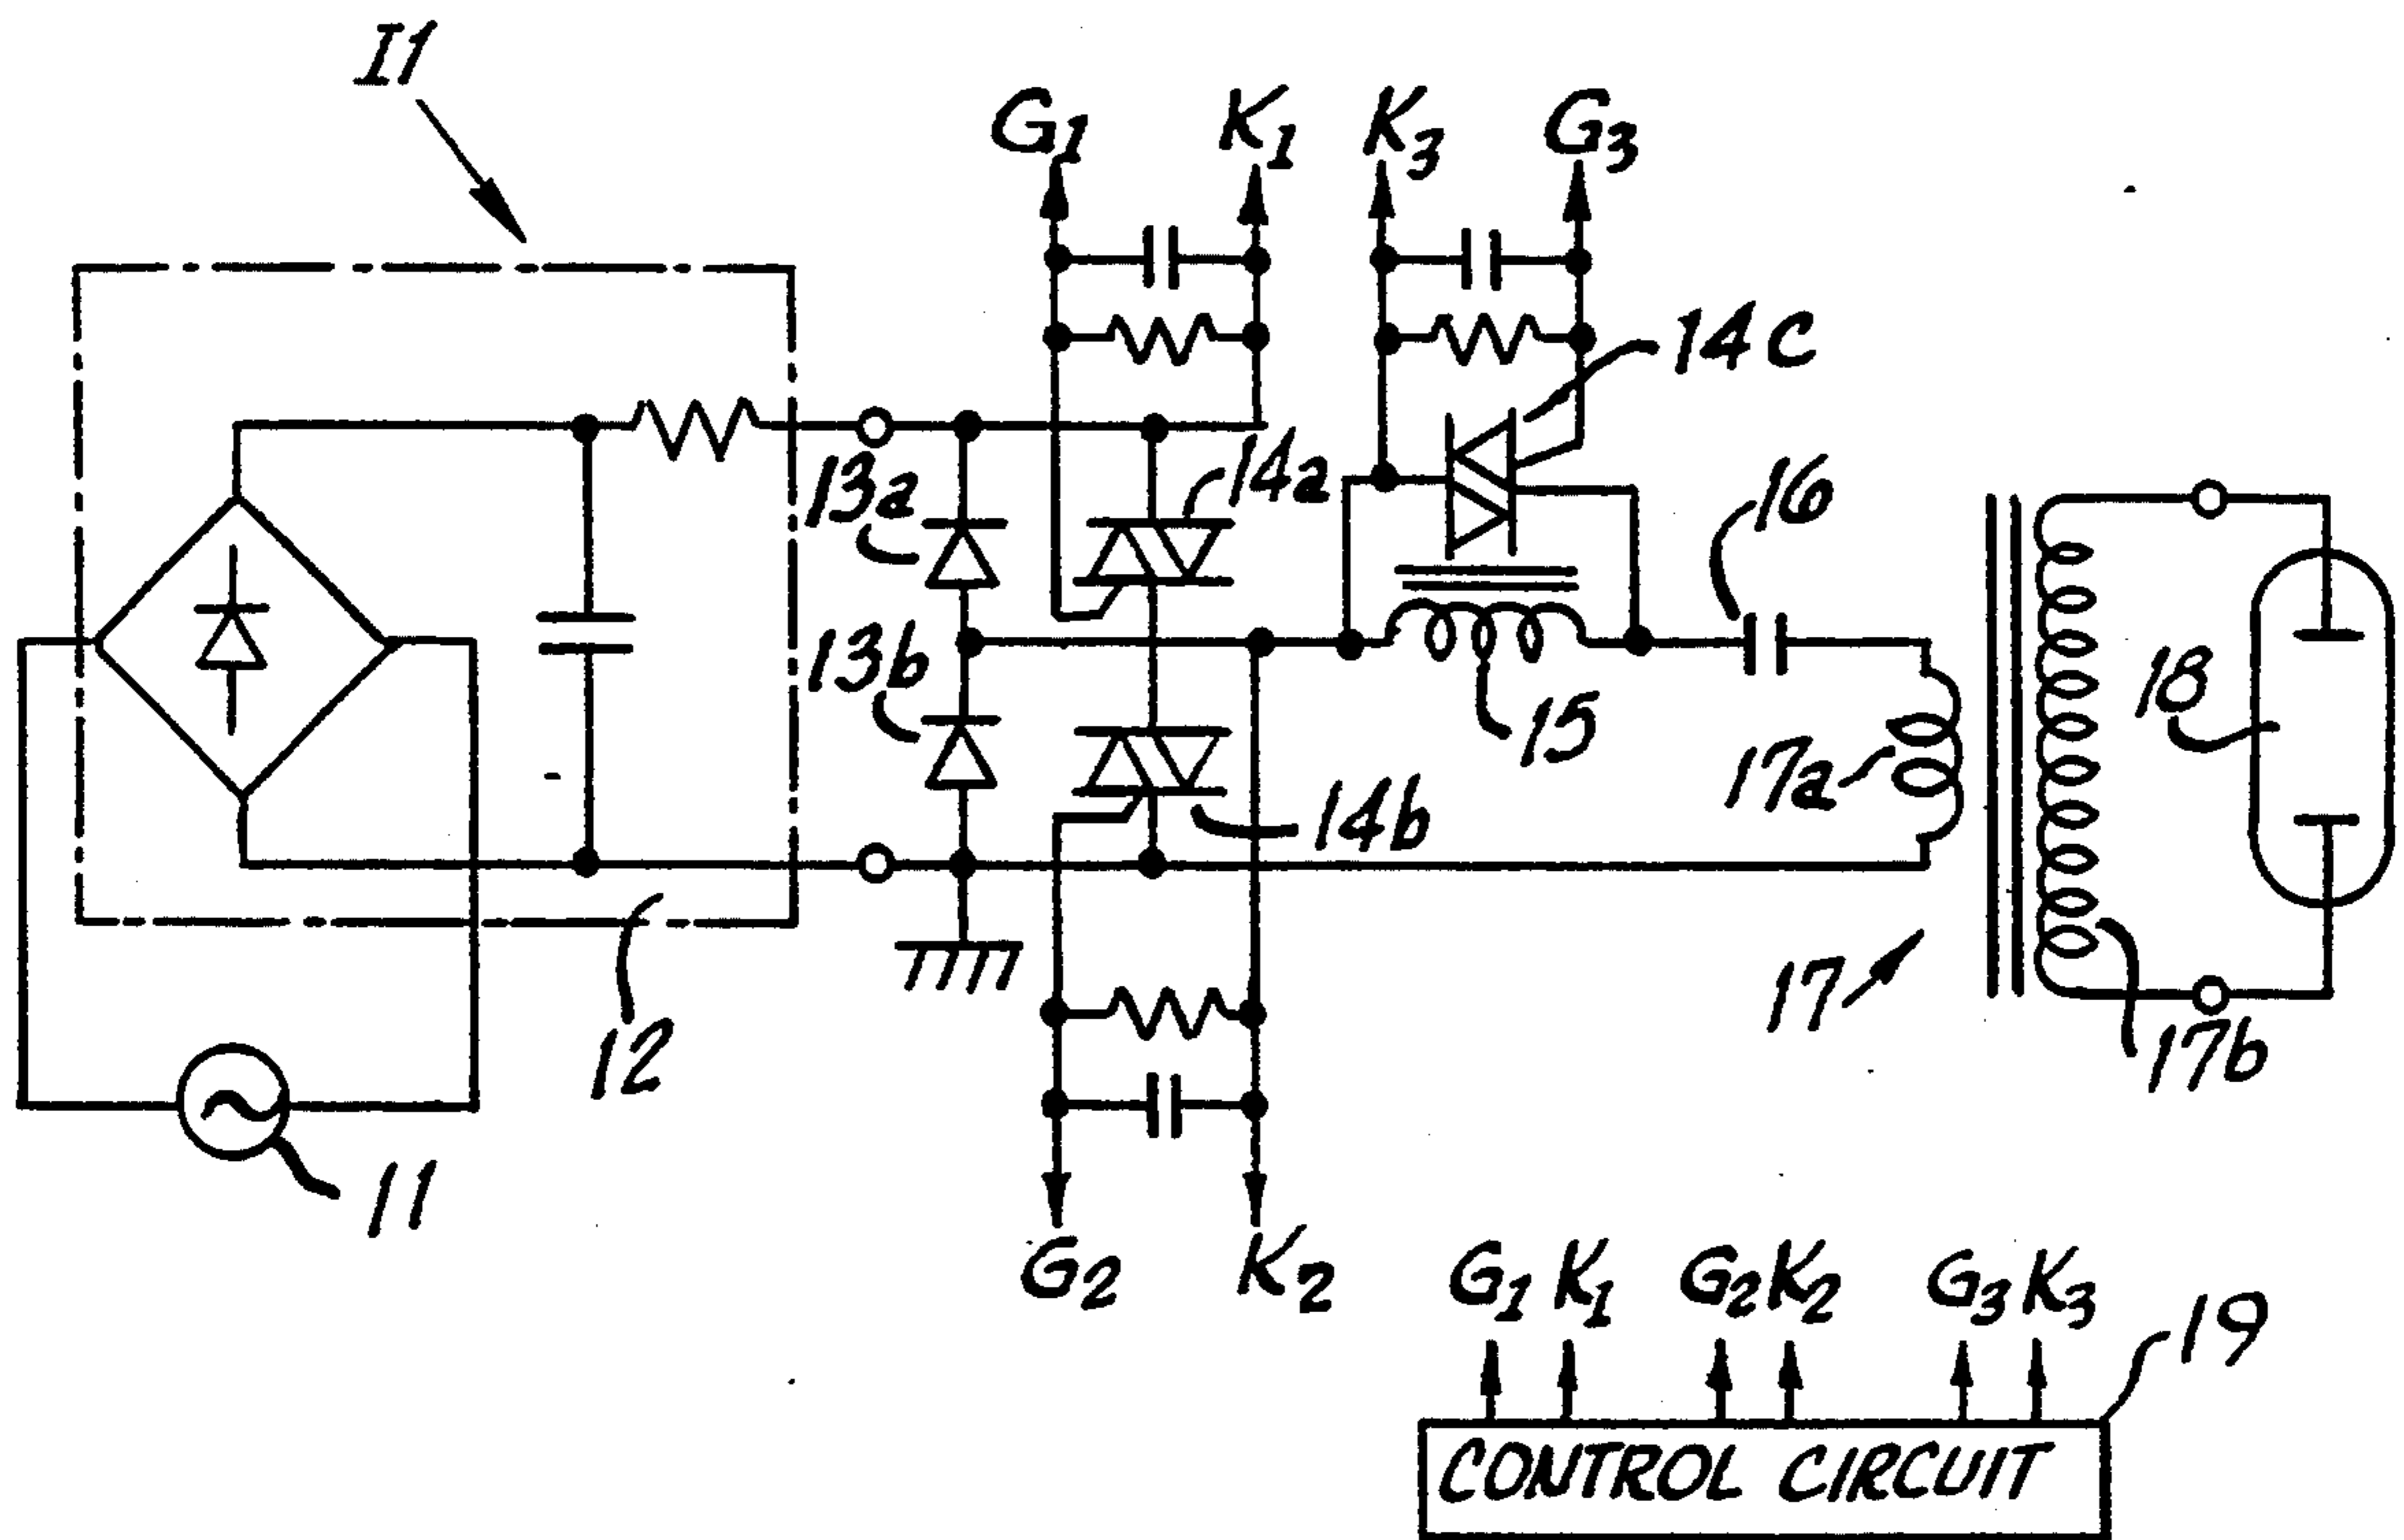 I1
G1
K1
K3
G3
14C
13a
14a
16
13b
15
18
17a
14b
17
12
17b
11
G2
K2
G1 K1 G2 K2 G3 K3
19
CONTROL CIRCUIT